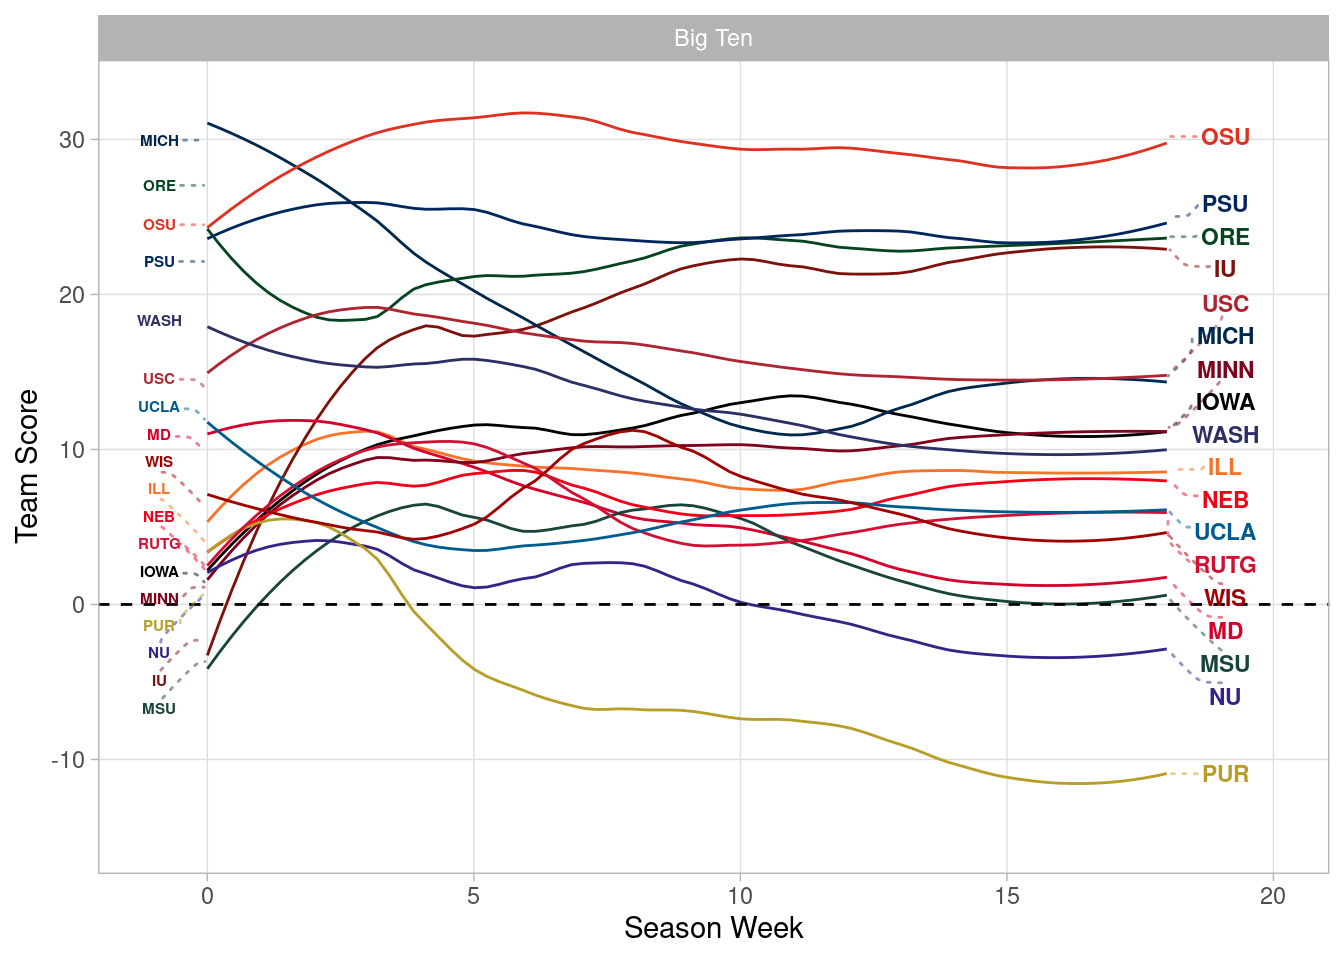 Big Ten
Team Score
30
20
10
0
-10
MICH
ORE
OSU
PSU
WASH
USC
UCLA
MD
WIS
ILL
NEB
RUTG
IOWA
MINN
PUR
NU
IU
MSU
OSU
PSU
ORE
IU
USC
MICH
MINN
IOWA
WASH
ILL
NEB
UCLA
RUTG
WIS
MD
MSU
NU
PUR
0 5 10 15 20
Season Week